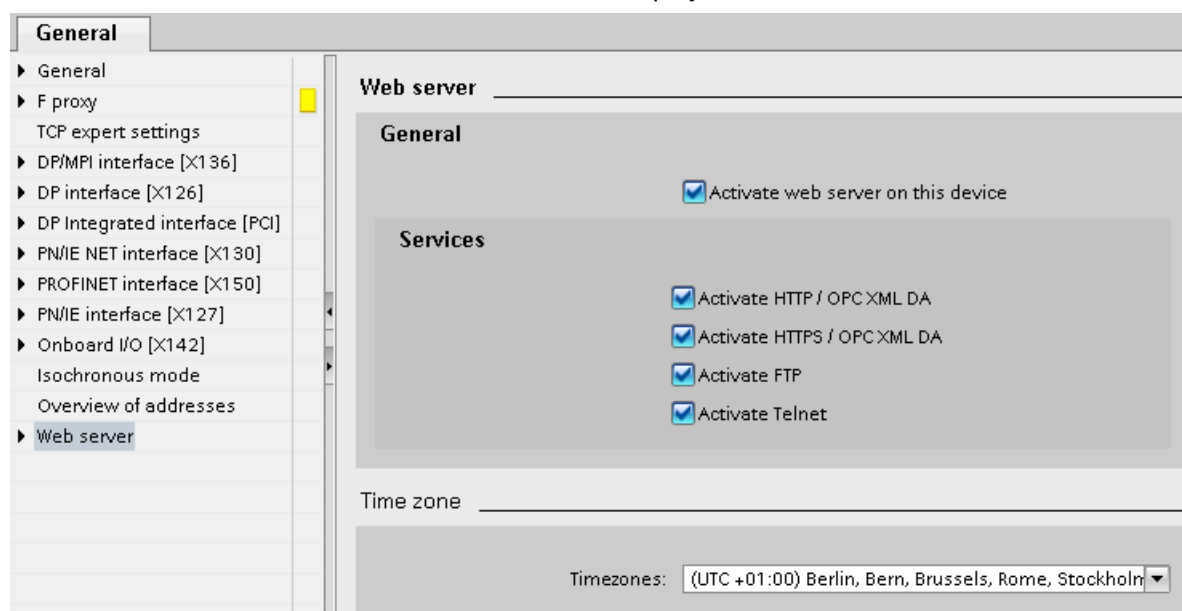 General
General
F proxy
TCP expert settings
DP/MPI interface [X136]
DP interface [X126]
DP Integrated interface [PCI]
PN/IE NET interface [X130]
PROFINET interface [X150]
PN/IE interface [X127]
Onboard I/O [X142]
Isochronous mode
Overview of addresses
Web server
Web server
General
Activate web server on this device
Services
Activate HTTP / OPC XML DA
Activate HTTPS / OPC XML DA
Activate FTP
Activate Telnet
Time zone
Timezones: (UTC +01:00) Berlin, Bern, Brussels, Rome, Stockholm